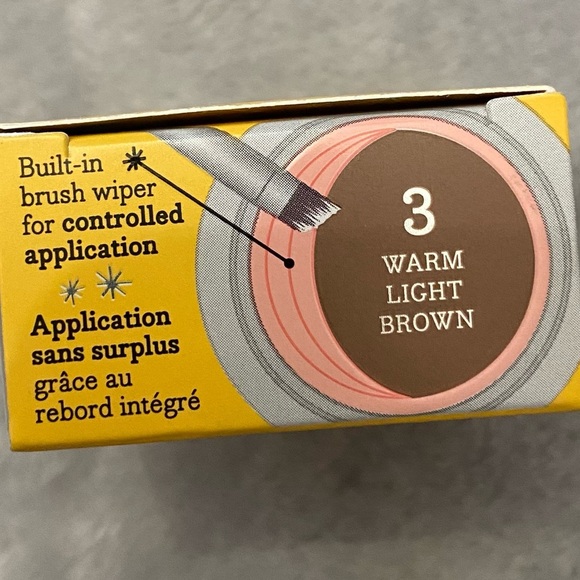 Built-in
brush wiper
for controlled
application
Application
sans surplus
grâce au
rebord intégré
3
WARM
LIGHT
BROWN